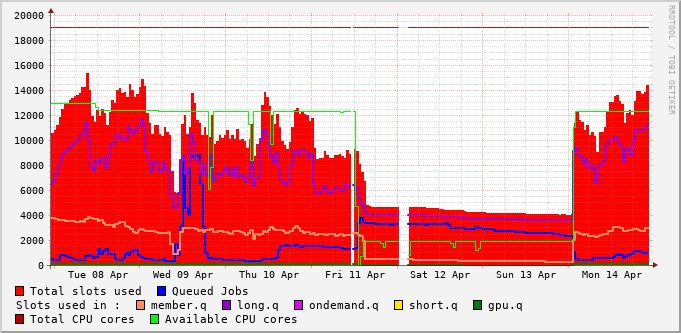 RRDTOOL / TOBI OETIKER
20000
18000
16000
14000
12000
10000
8000
6000
4000
2000
0
Tue 08 Apr Wed 09 Apr Thu 10 Apr Fri 11 Apr Sat 12 Apr Sun 13 Apr Mon 14 Apr
Total slots used Queued Jobs
Slots used in : member.q long.q ondemand.q short.q gpu.q
Total CPU cores Available CPU cores